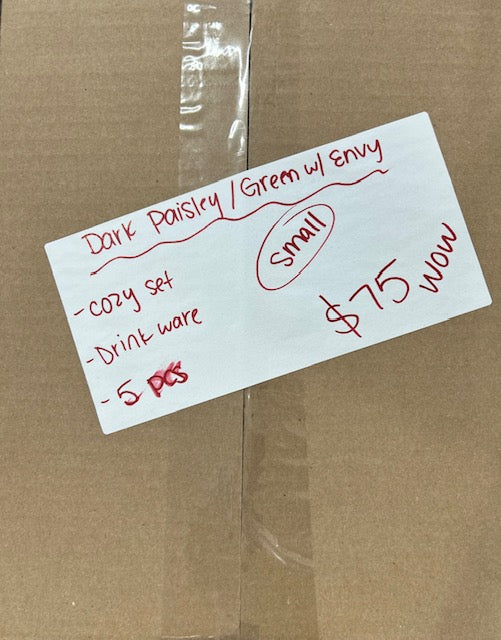 Dark Paisley / Green w/ Envy
small
- cozy set
- Drink ware
- 5 pcs
$75 wow